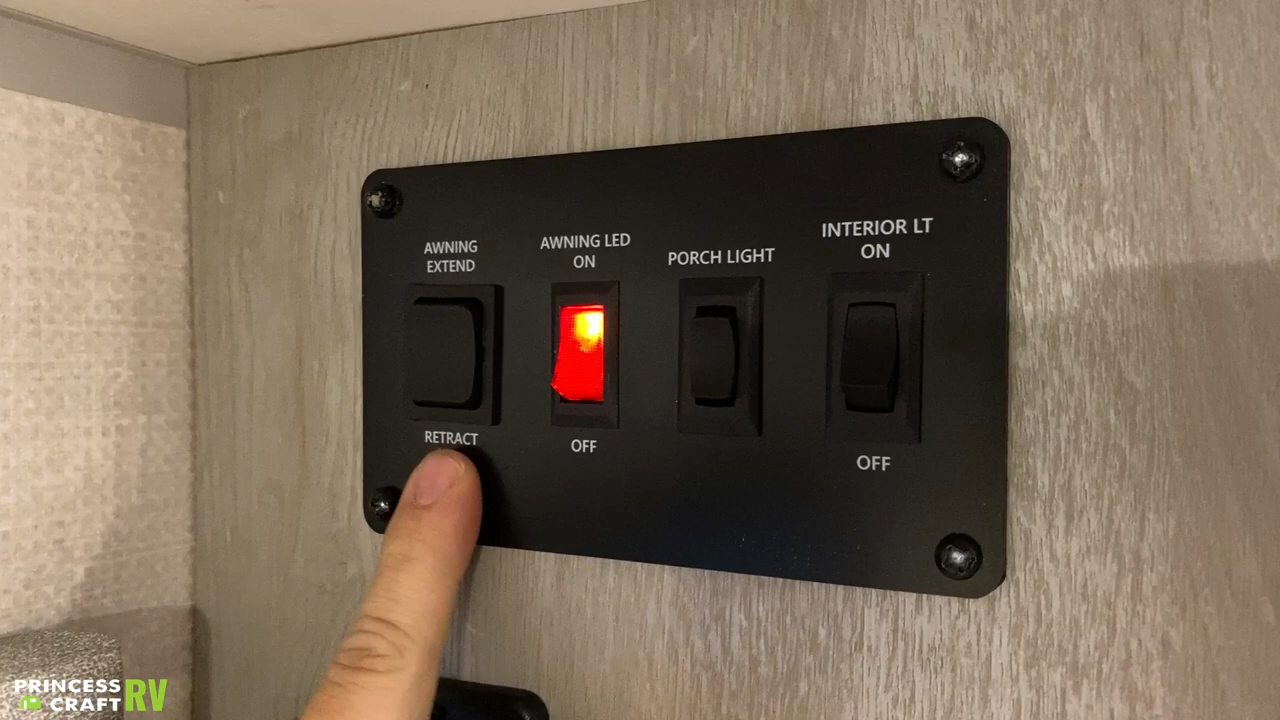 AWNING
EXTEND
RETRACT
AWNING LED
ON
OFF
PORCH LIGHT
INTERIOR LT
ON
OFF
PRINCESS
CRAFT RV